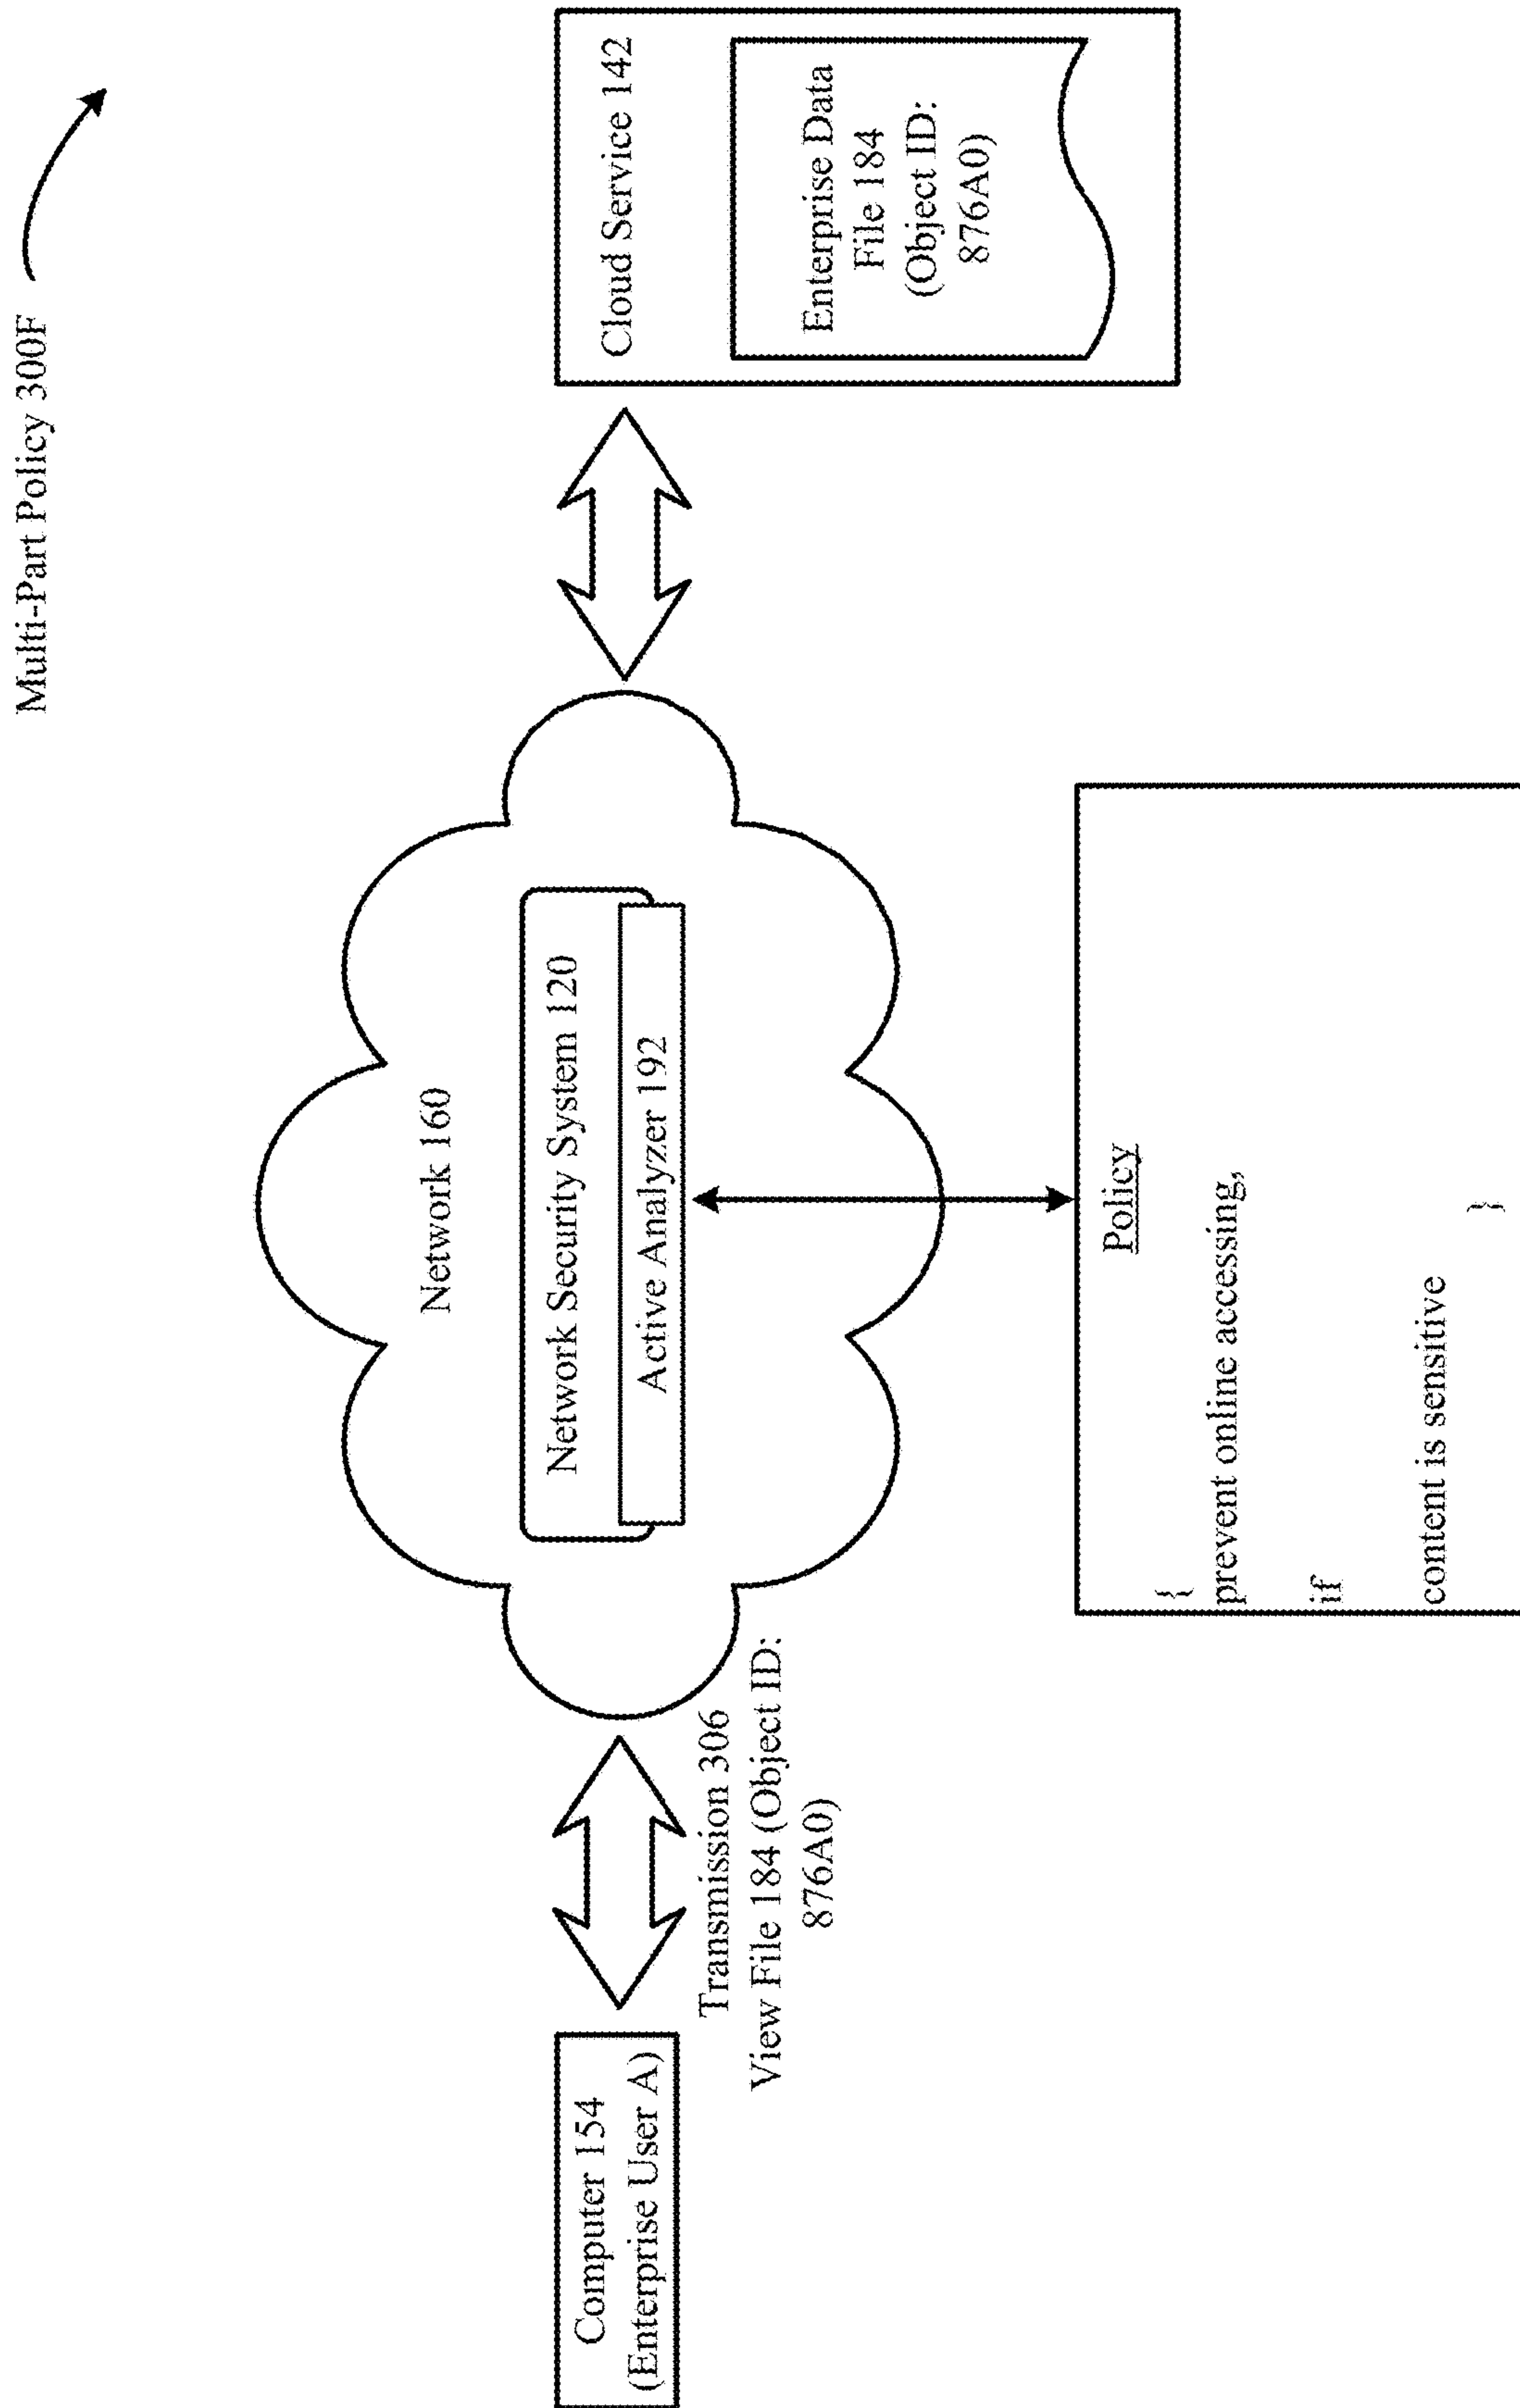 Multi-Part Policy 300F
Network 160
Network Security System 120
Active Analyzer 192
Computer 154
(Enterprise User A)
Transmission 306
View File 184 (Object ID:
876A0)
Cloud Service 142
Enterprise Data
File 184
(Object ID:
876A0)
Policy
{
prevent online accessing,
if
content is sensitive
}